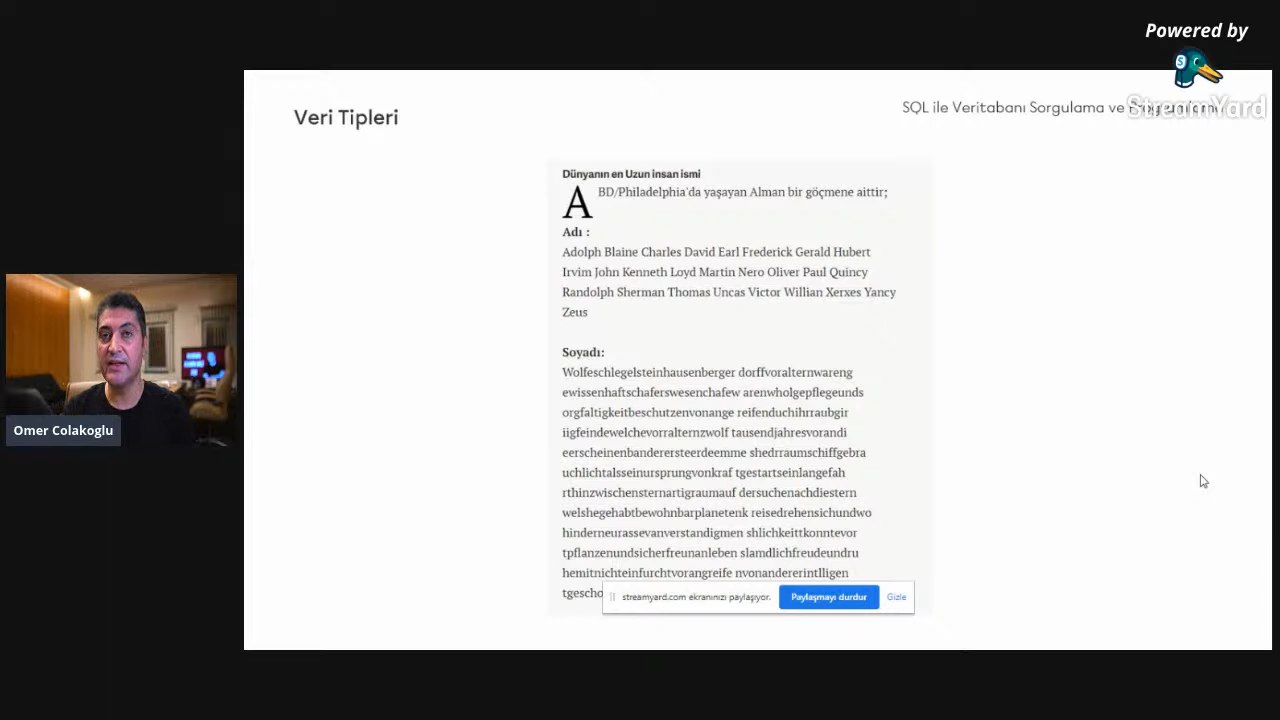 Powered by
StreamYard
Veri Tipleri
SQL ile Veritabanı Sorgulama ve Programlama
Dünyanın en Uzun insan ismi
ABD/Philadelphia'da yaşayan Alman bir göçmene aittir;
Adı :
Adolph Blaine Charles David Earl Frederick Gerald Hubert
Irvim John Kenneth Loyd Martin Nero Oliver Paul Quincy
Randolph Sherman Thomas Uncas Victor Willian Xerxes Yancy
Zeus
Soyadı:
Wolfeschlegelsteinhausenberger dorffvoralternwareng
ewissenhaftschaferswesenchafew arenwholgepflegeunds
orgfaltigkeitbeschutzenvonange reifenduchihrraubgir
iigfeindewelchevorralternzwolf tausendjahresvorandi
eerscheinenbanderersteerdeemme shedrraumschiffgebra
uchlichtalsseinursprungvonkraf tgestartseinlangefah
rthinzwischensternartigraumauf dersuchenachdiestern
welshegehabtbewohnbarplanetenk reisedrehensichundwo
hinderneurassevanverstandigmen shlichkeittkonntevor
tpflanzenundsicherfreunanleben slamdlichfreudeundru
hemitnichteinfurchtvorangreife nvonandererintlligen
tgescho
streamyard.com ekranınızı paylaşıyor.
Paylaşmayı durdur
Gizle
Omer Colakoglu